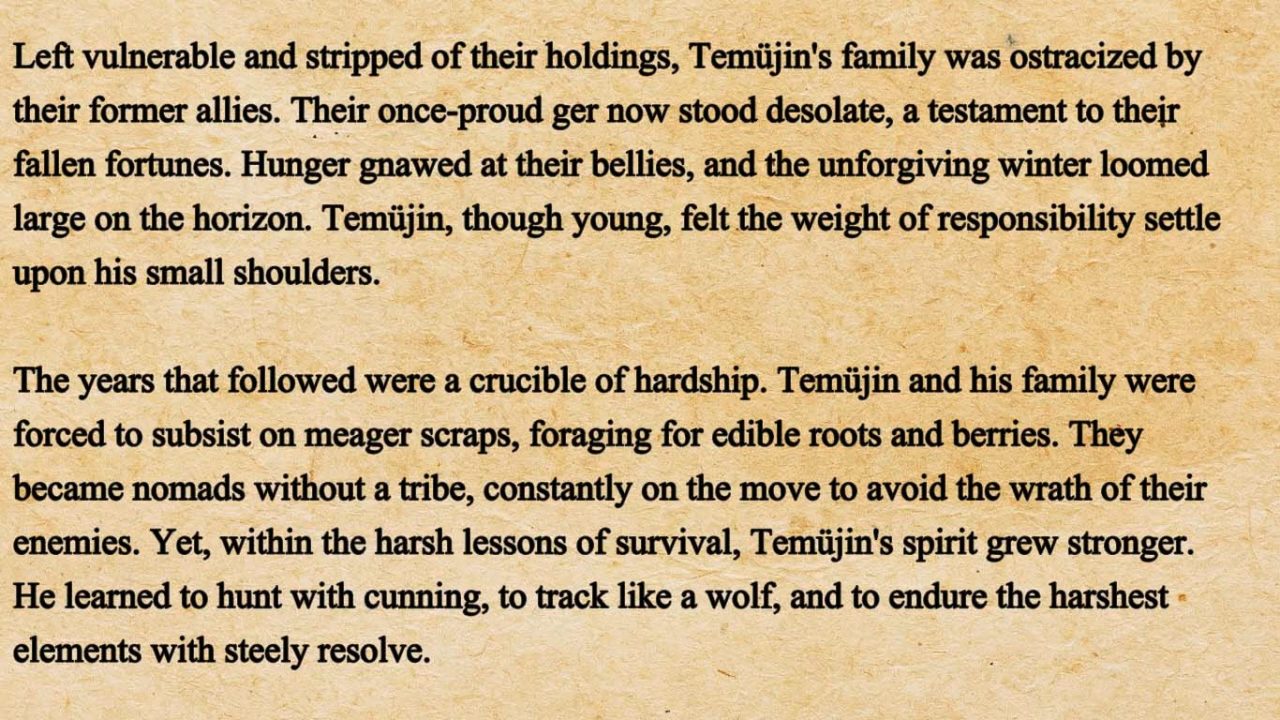 Left vulnerable and stripped of their holdings, Temüjin's family was ostracized by
their former allies. Their once-proud ger now stood desolate, a testament to their
fallen fortunes. Hunger gnawed at their bellies, and the unforgiving winter loomed
large on the horizon. Temüjin, though young, felt the weight of responsibility settle
upon his small shoulders.
The years that followed were a crucible of hardship. Temüjin and his family were
forced to subsist on meager scraps, foraging for edible roots and berries. They
became nomads without a tribe, constantly on the move to avoid the wrath of their
enemies. Yet, within the harsh lessons of survival, Temüjin's spirit grew stronger.
He learned to hunt with cunning, to track like a wolf, and to endure the harshest
elements with steely resolve.